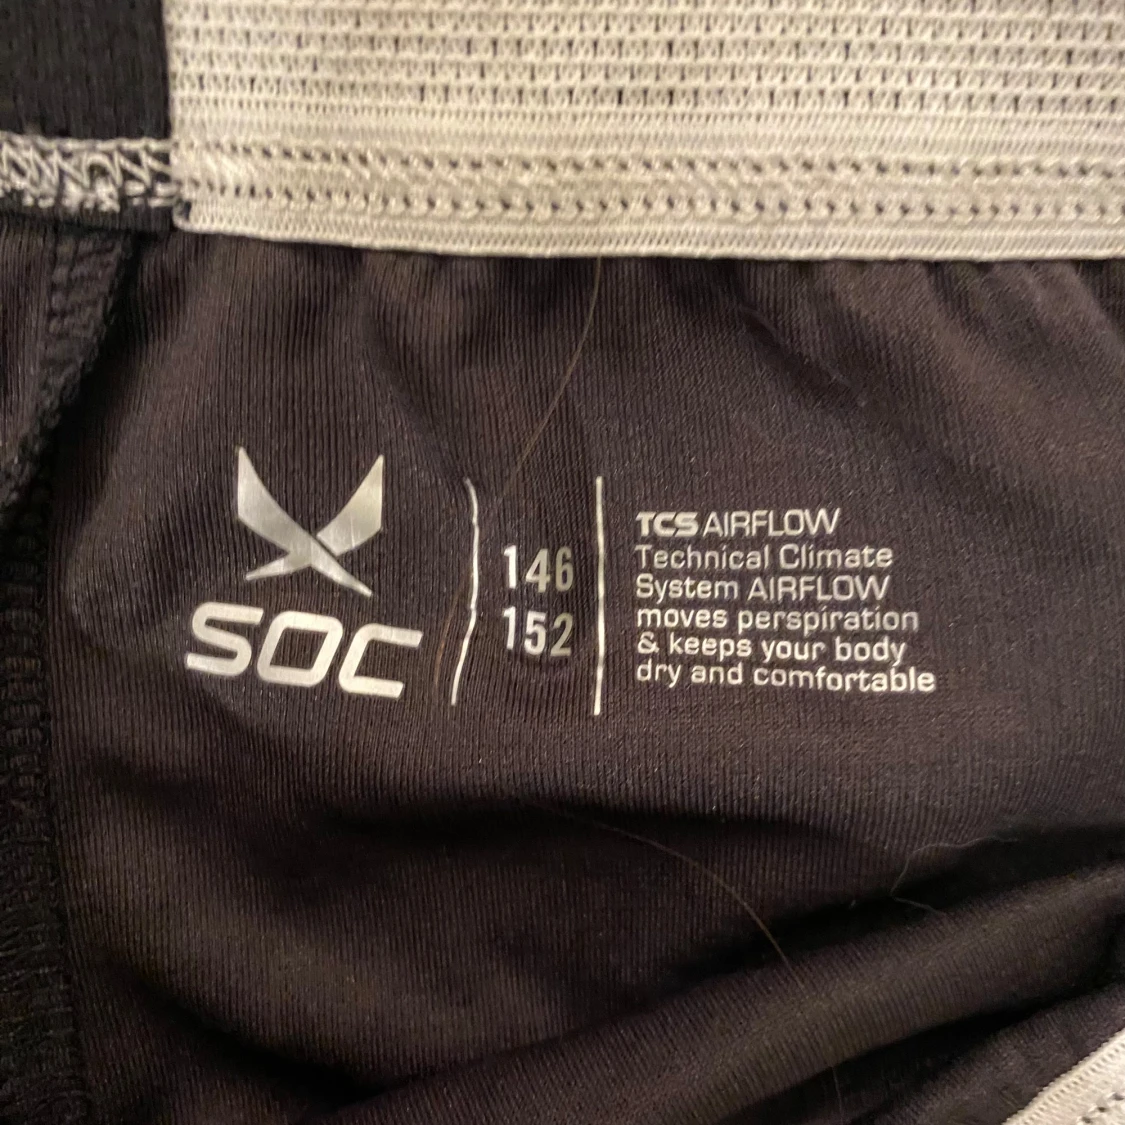 SOC
146
152
TCS AIRFLOW
Technical Climate
System AIRFLOW
moves perspiration
& keeps your body
dry and comfortable